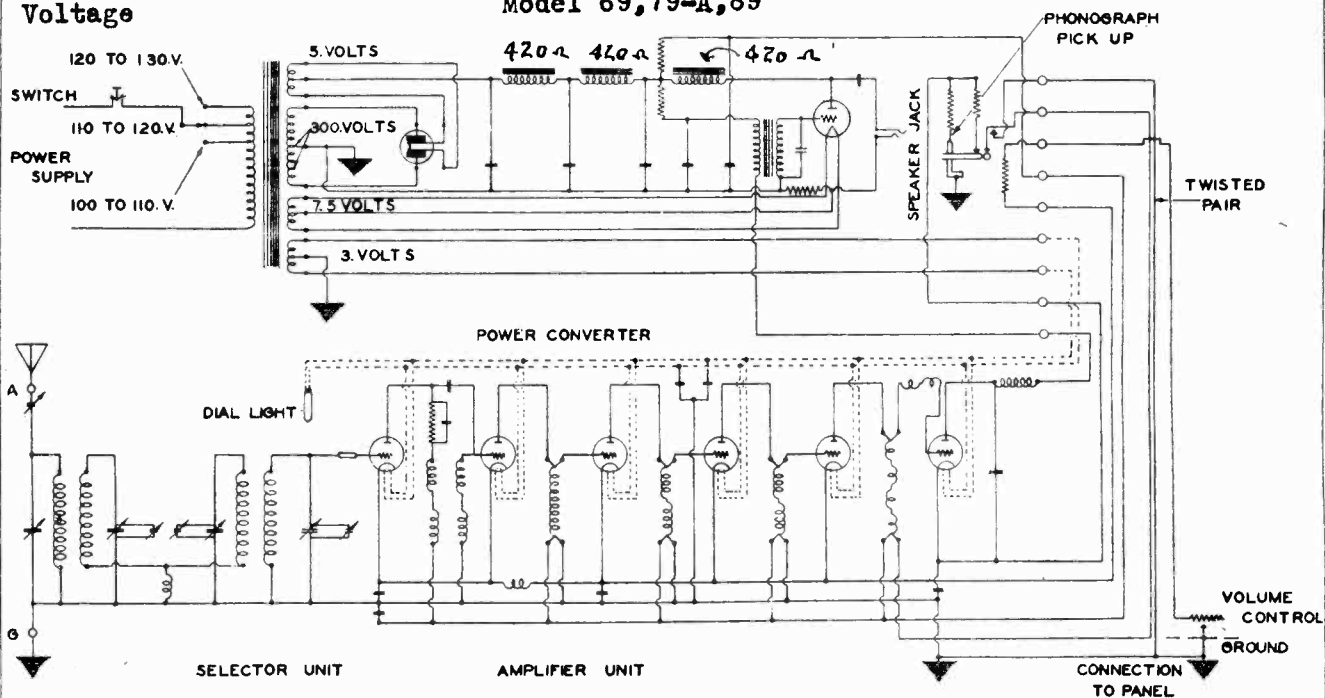 Voltage
Model 69,79-A,89
PHONOGRAPH
PICK UP
120 TO 130.V.
5.VOLTS
420 Ω
420 Ω
420 Ω
SWITCH
110 TO 120.V.
300.VOLTS
POWER
SUPPLY
SPEAKER JACK
TWISTED
PAIR
100 TO 110.V.
7.5 VOLTS
3.VOLTS
POWER CONVERTER
A
DIAL LIGHT
G
VOLUME
CONTROL
GROUND
SELECTOR UNIT
AMPLIFIER UNIT
CONNECTION
TO PANEL